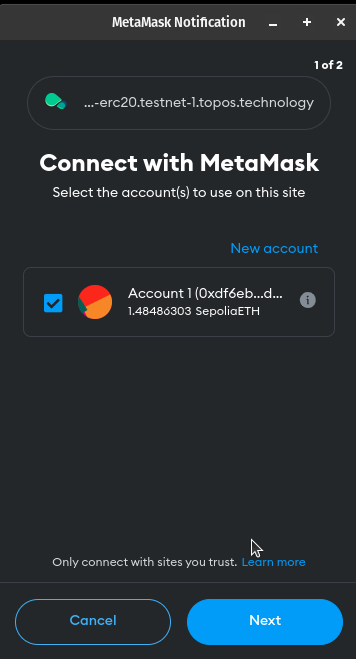 MetaMask Notification
1 of 2
...-erc20.testnet-1.topos.technology
Connect with MetaMask
Select the account(s) to use on this site
New account
Account 1 (0xdf6eb...d...
1.48486303 SepoliaETH
Only connect with sites you trust. Learn more
Cancel
Next